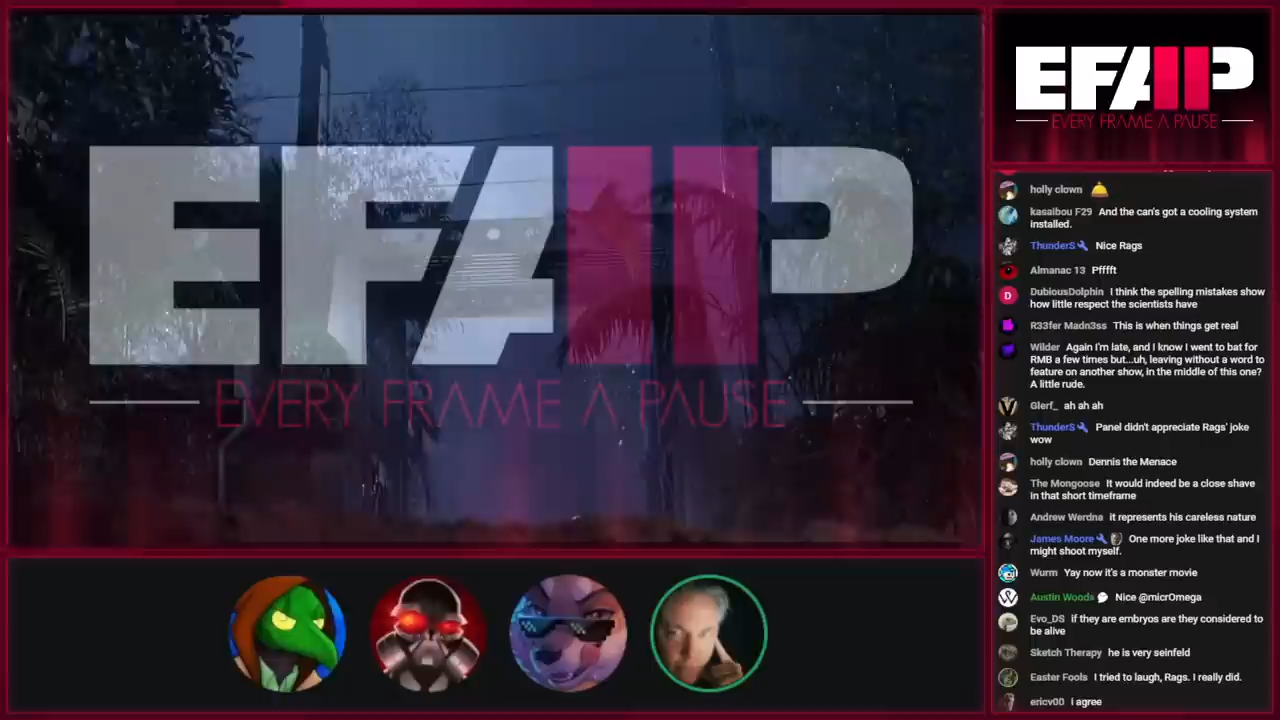 EFAIIP
EVERY FRAME A PAUSE
EFAIIP
EVERY FRAME A PAUSE
holly clown
kasaibou F29 And the can's got a cooling system
installed.
ThunderS Nice Rags
Almanac 13 Pfffft
D
DubiousDolphin I think the spelling mistakes show
how little respect the scientists have
R33fer Madn3ss This is when things get real
Wilder Again I'm late, and I know I went to bat for
RMB a few times but...uh, leaving without a word to
feature on another show, in the middle of this one?
A little rude.
Glerf_ ah ah ah
ThunderS Panel didn't appreciate Rags' joke
wow
holly clown Dennis the Menace
The Mongoose It would indeed be a close shave
in that short timeframe
Andrew Werdna it represents his careless nature
James Moore One more joke like that and I
might shoot myself.
Wurm Yay now it's a monster movie
Austin Woods Nice @micrOmega
Evo_DS if they are embryos are they considered to
be alive
Sketch Therapy he is very seinfeld
Easter Fools I tried to laugh, Rags. I really did.
ericv00 I agree